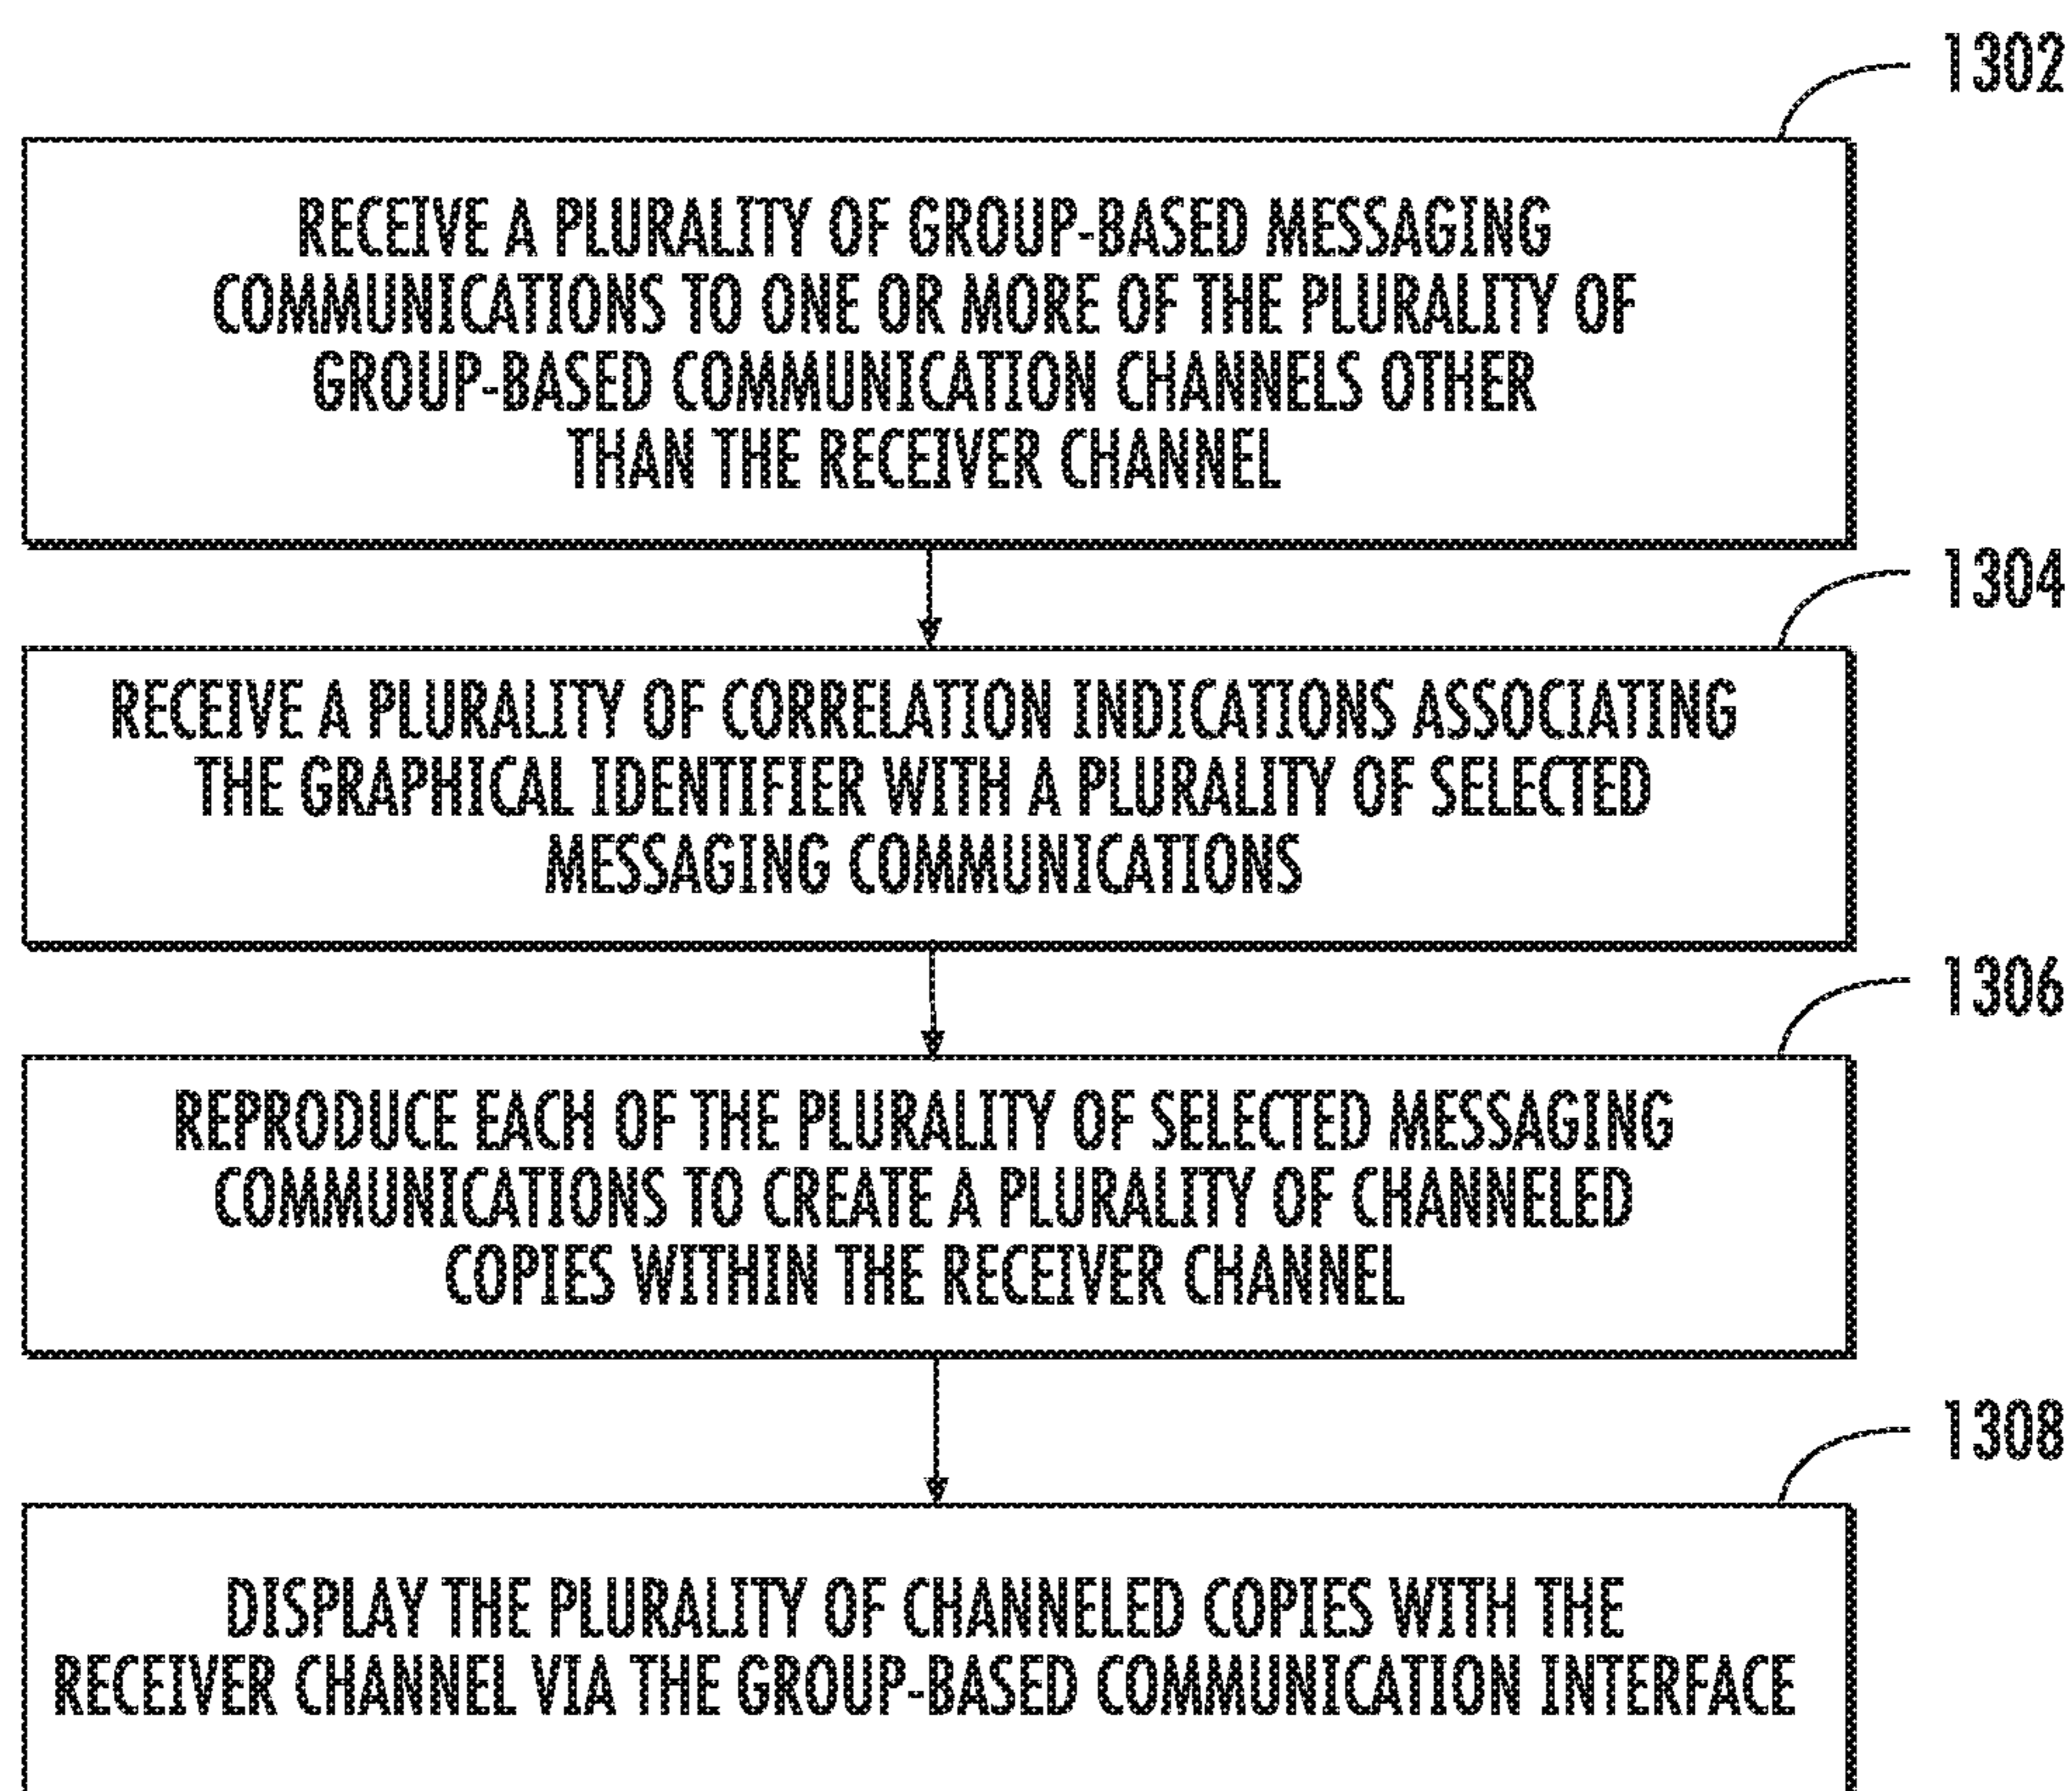 1302
RECEIVE A PLURALITY OF GROUP-BASED MESSAGING
COMMUNICATIONS TO ONE OR MORE OF THE PLURALITY OF
GROUP-BASED COMMUNICATION CHANNELS OTHER
THAN THE RECEIVER CHANNEL
1304
RECEIVE A PLURALITY OF CORRELATION INDICATIONS ASSOCIATING
THE GRAPHICAL IDENTIFIER WITH A PLURALITY OF SELECTED
MESSAGING COMMUNICATIONS
1306
REPRODUCE EACH OF THE PLURALITY OF SELECTED MESSAGING
COMMUNICATIONS TO CREATE A PLURALITY OF CHANNELED
COPIES WITHIN THE RECEIVER CHANNEL
1308
DISPLAY THE PLURALITY OF CHANNELED COPIES WITH THE
RECEIVER CHANNEL VIA THE GROUP-BASED COMMUNICATION INTERFACE